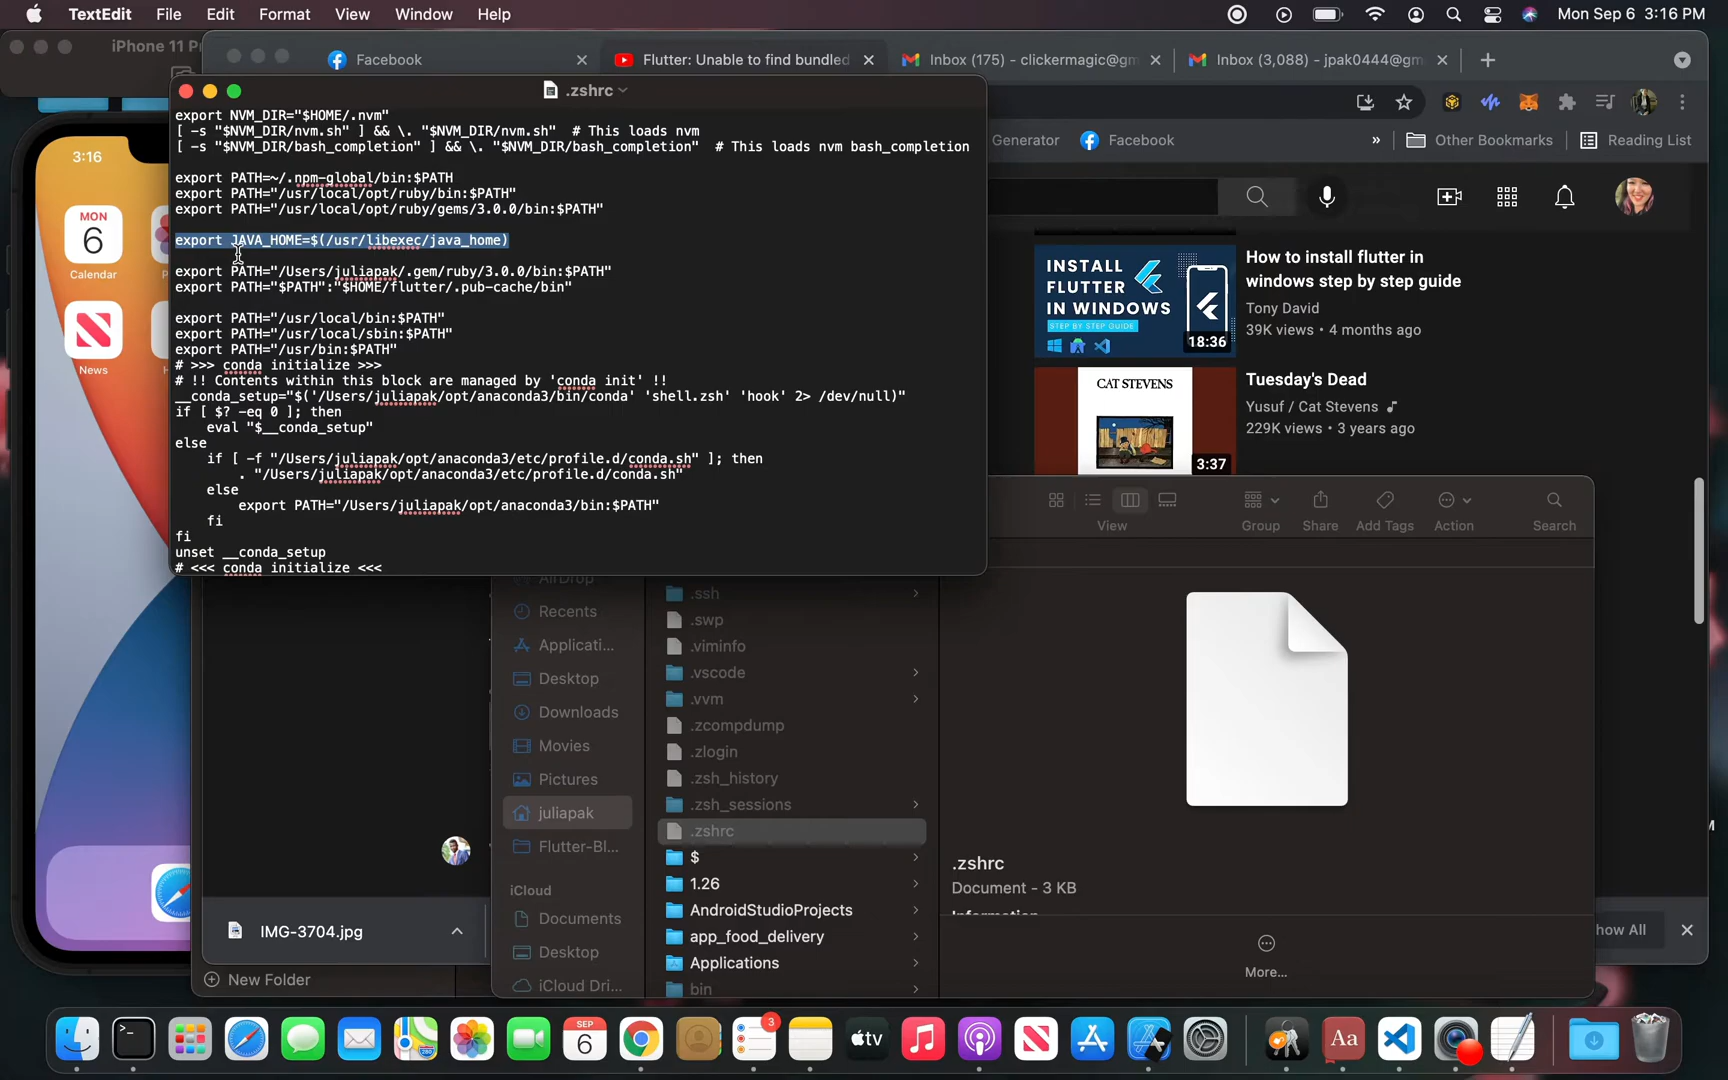 TextEdit File Edit Format View Window Help Mon Sep 6 3:16 PM
iPhone 11 P
Facebook
Flutter: Unable to find bundled
Inbox (175) - clickermagic@gm
Inbox (3,088) - jpak0444@gm
.zshrc
export NVM_DIR="$HOME/.nvm"
[ -s "$NVM_DIR/nvm.sh" ] && \. "$NVM_DIR/nvm.sh"  # This loads nvm
[ -s "$NVM_DIR/bash_completion" ] && \. "$NVM_DIR/bash_completion"  # This loads nvm bash_completion
export PATH=~/.npm-global/bin:$PATH
export PATH="/usr/local/opt/ruby/bin:$PATH"
export PATH="/usr/local/opt/ruby/gems/3.0.0/bin:$PATH"
export JAVA_HOME=$(/usr/libexec/java_home)
export PATH="/Users/juliapak/.gem/ruby/3.0.0/bin:$PATH"
export PATH="$PATH":"$HOME/flutter/.pub-cache/bin"
export PATH="/usr/local/bin:$PATH"
export PATH="/usr/local/sbin:$PATH"
export PATH="/usr/bin:$PATH"
# >>> conda initialize >>>
# !! Contents within this block are managed by 'conda init' !!
__conda_setup="$('/Users/juliapak/opt/anaconda3/bin/conda' 'shell.zsh' 'hook' 2> /dev/null)"
if [ $? -eq 0 ]; then
eval "$__conda_setup"
else
if [ -f "/Users/juliapak/opt/anaconda3/etc/profile.d/conda.sh" ]; then
. "/Users/juliapak/opt/anaconda3/etc/profile.d/conda.sh"
else
export PATH="/Users/juliapak/opt/anaconda3/bin:$PATH"
fi
fi
unset __conda_setup
# <<< conda initialize <<<
Generator
Facebook
»
Other Bookmarks
Reading List
3:16
MON
6
Calendar
News
INSTALL
FLUTTER
IN WINDOWS
STEP BY STEP GUIDE
18:36
How to install flutter in
windows step by step guide
Tony David
39K views • 4 months ago
CAT STEVENS
3:37
Tuesday's Dead
Yusuf / Cat Stevens
229K views • 3 years ago
View
Group
Share
Add Tags
Action
Search
AirDrop
Recents
Applicati...
Desktop
Downloads
Movies
Pictures
juliapak
Flutter-Bl...
iCloud
Documents
Desktop
iCloud Dri...
.ssh
.swp
.viminfo
.vscode
.vvm
.zcompdump
.zlogin
.zsh_history
.zsh_sessions
.zshrc
$
1.26
AndroidStudioProjects
app_food_delivery
Applications
bin
.zshrc
Document - 3 KB
Information
More...
IMG-3704.jpg
how All
New Folder
SEP
6
3
tv
Aa